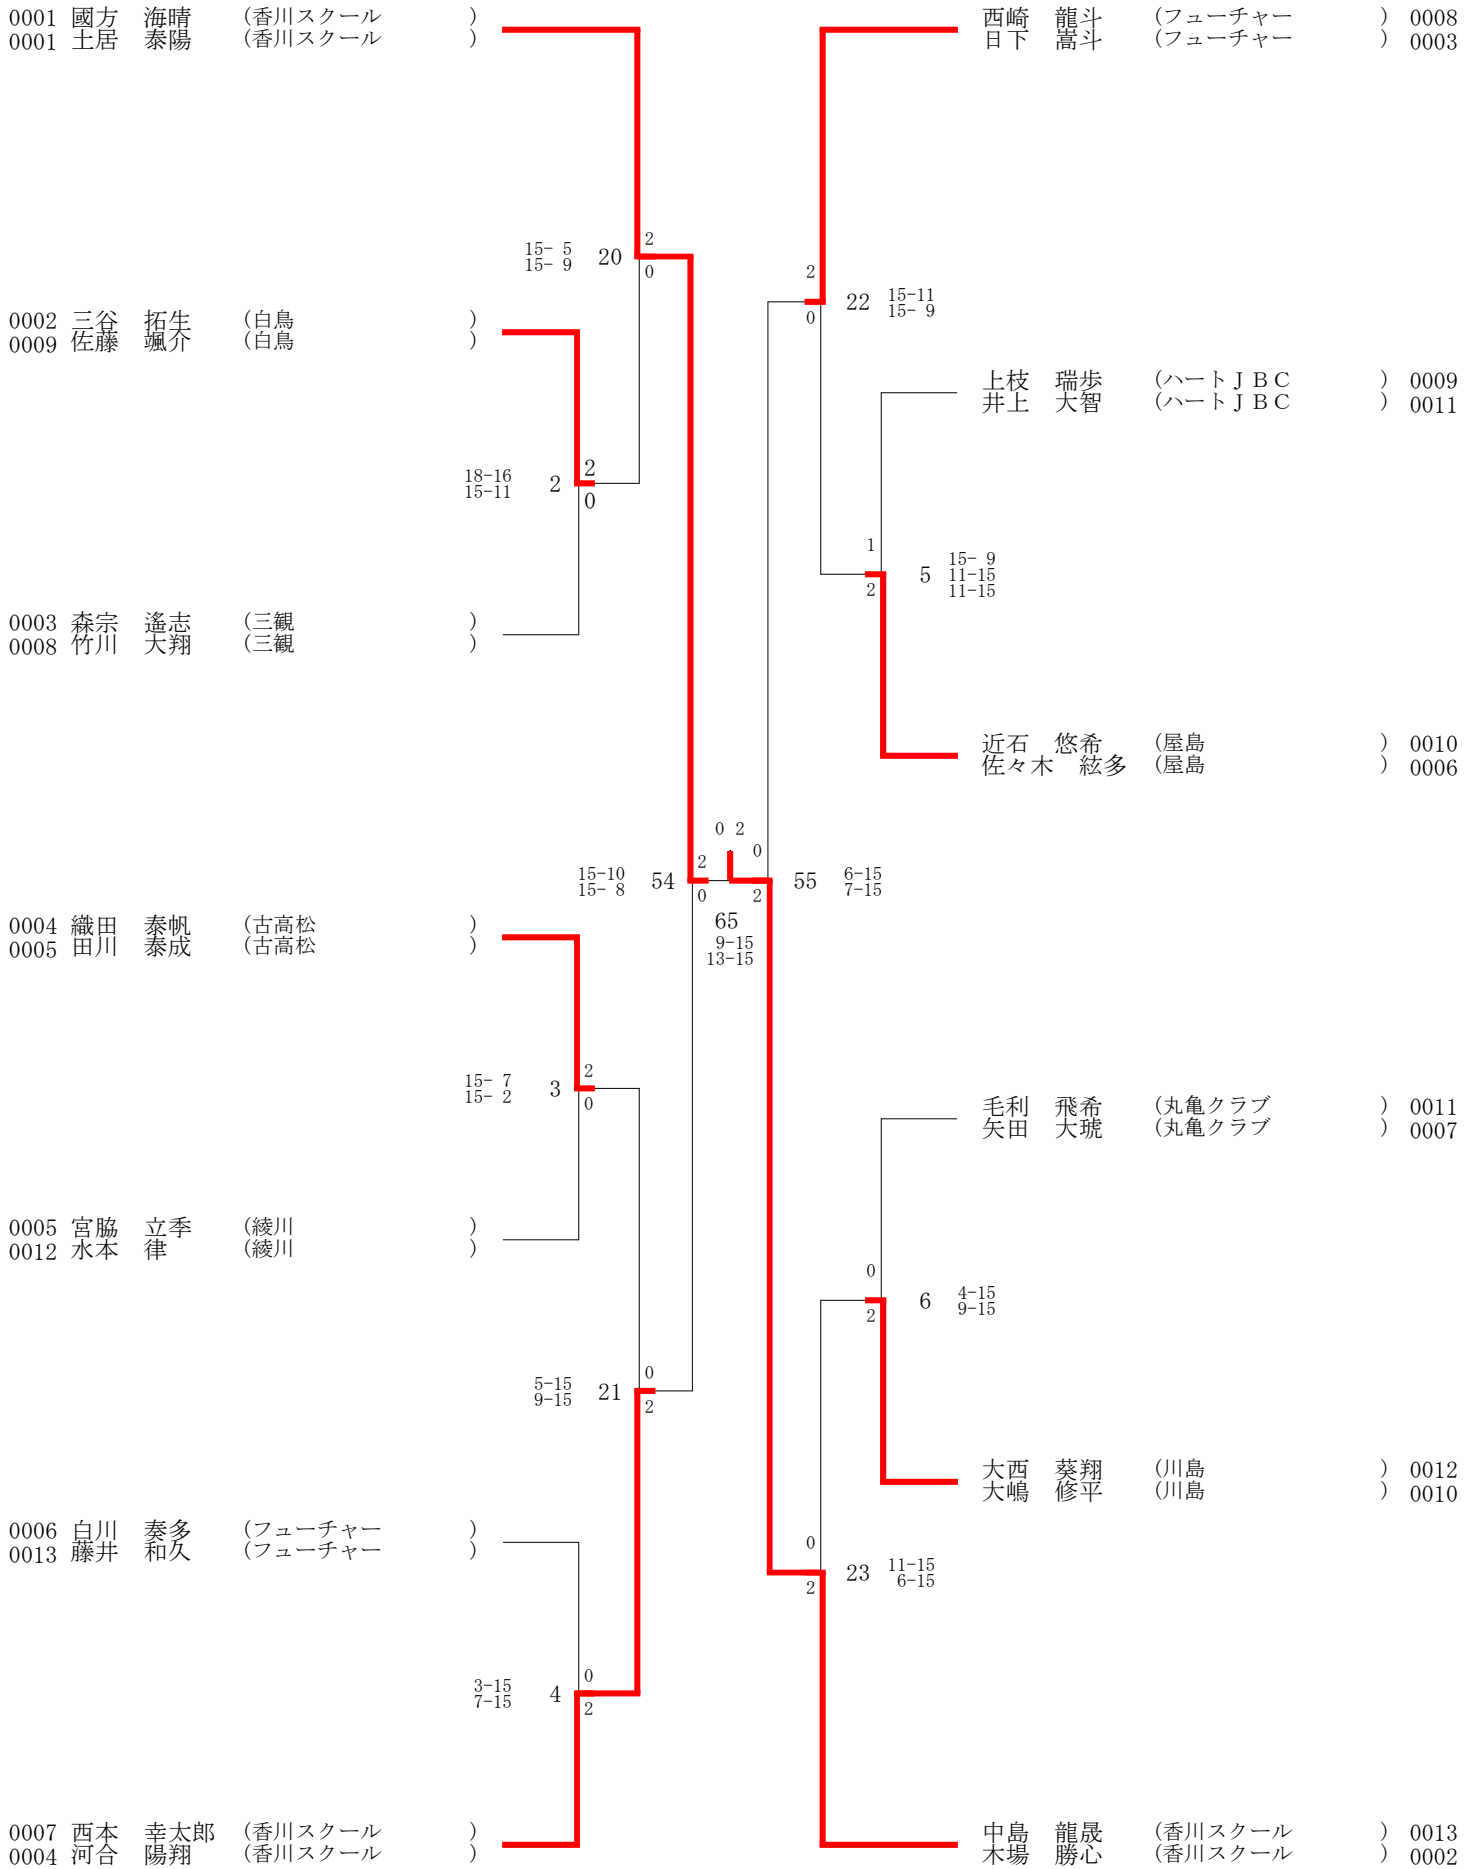 0001 國方　海晴　(香川スクール　)
0001 土居　泰陽　(香川スクール　)
15- 5
15- 9
20
2
0
0002 三谷　拓生　(白鳥　)
0009 佐藤　颯介　(白鳥　)
18-16
15-11
2
2
0
0003 森宗　遙志　(三観　)
0008 竹川　大翔　(三観　)
15-10
15- 8
54
2
0
0004 織田　泰帆　(古高松　)
0005 田川　泰成　(古高松　)
15- 7
15- 2
3
2
0
0005 宮脇　立季　(綾川　)
0012 水本　律　(綾川　)
5-15
9-15
21
0
2
0006 白川　奏多　(フューチャー　)
0013 藤井　和久　(フューチャー　)
3-15
7-15
4
0
2
0007 西本　幸太郎　(香川スクール　)
0004 河合　陽翔　(香川スクール　)
0 2
65
9-15
13-15
西崎　龍斗　(フューチャー　) 0008
日下　嵩斗　(フューチャー　) 0003
2
0
22
15-11
15- 9
上枝　瑞歩　(ハートＪＢＣ　) 0009
井上　大智　(ハートＪＢＣ　) 0011
1
2
5
15- 9
11-15
11-15
近石　悠希　(屋島　) 0010
佐々木　絃多　(屋島　) 0006
0
2
55
6-15
7-15
毛利　飛希　(丸亀クラブ　) 0011
矢田　大琥　(丸亀クラブ　) 0007
0
2
6
4-15
9-15
大西　葵翔　(川島　) 0012
大嶋　修平　(川島　) 0010
0
2
23
11-15
6-15
中島　龍晟　(香川スクール　) 0013
木場　勝心　(香川スクール　) 0002